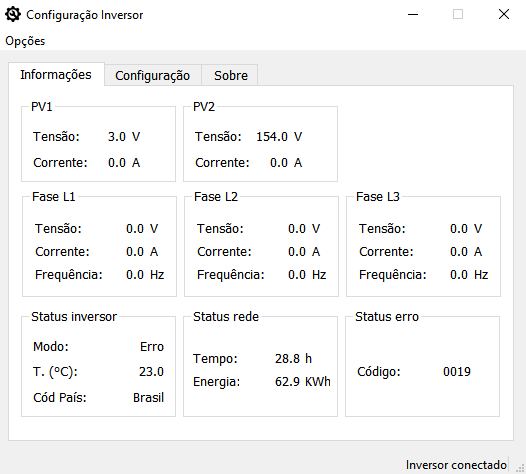 Configuração Inversor
Opções
Informações Configuração Sobre
PV1 PV2
Tensão: 3.0 V Tensão: 154.0 V
Corrente: 0.0 A Corrente: 0.0 A
Fase L1 Fase L2 Fase L3
Tensão: 0.0 V Tensão: 0.0 V Tensão: 0.0 V
Corrente: 0.0 A Corrente: 0.0 A Corrente: 0.0 A
Frequência: 0.0 Hz Frequência: 0.0 Hz Frequência: 0.0 Hz
Status inversor Status rede Status erro
Modo: Erro
Tempo: 28.8 h
T. (°C): 23.0 Código: 0019
Energia: 62.9 KWh
Cód País: Brasil
Inversor conectado